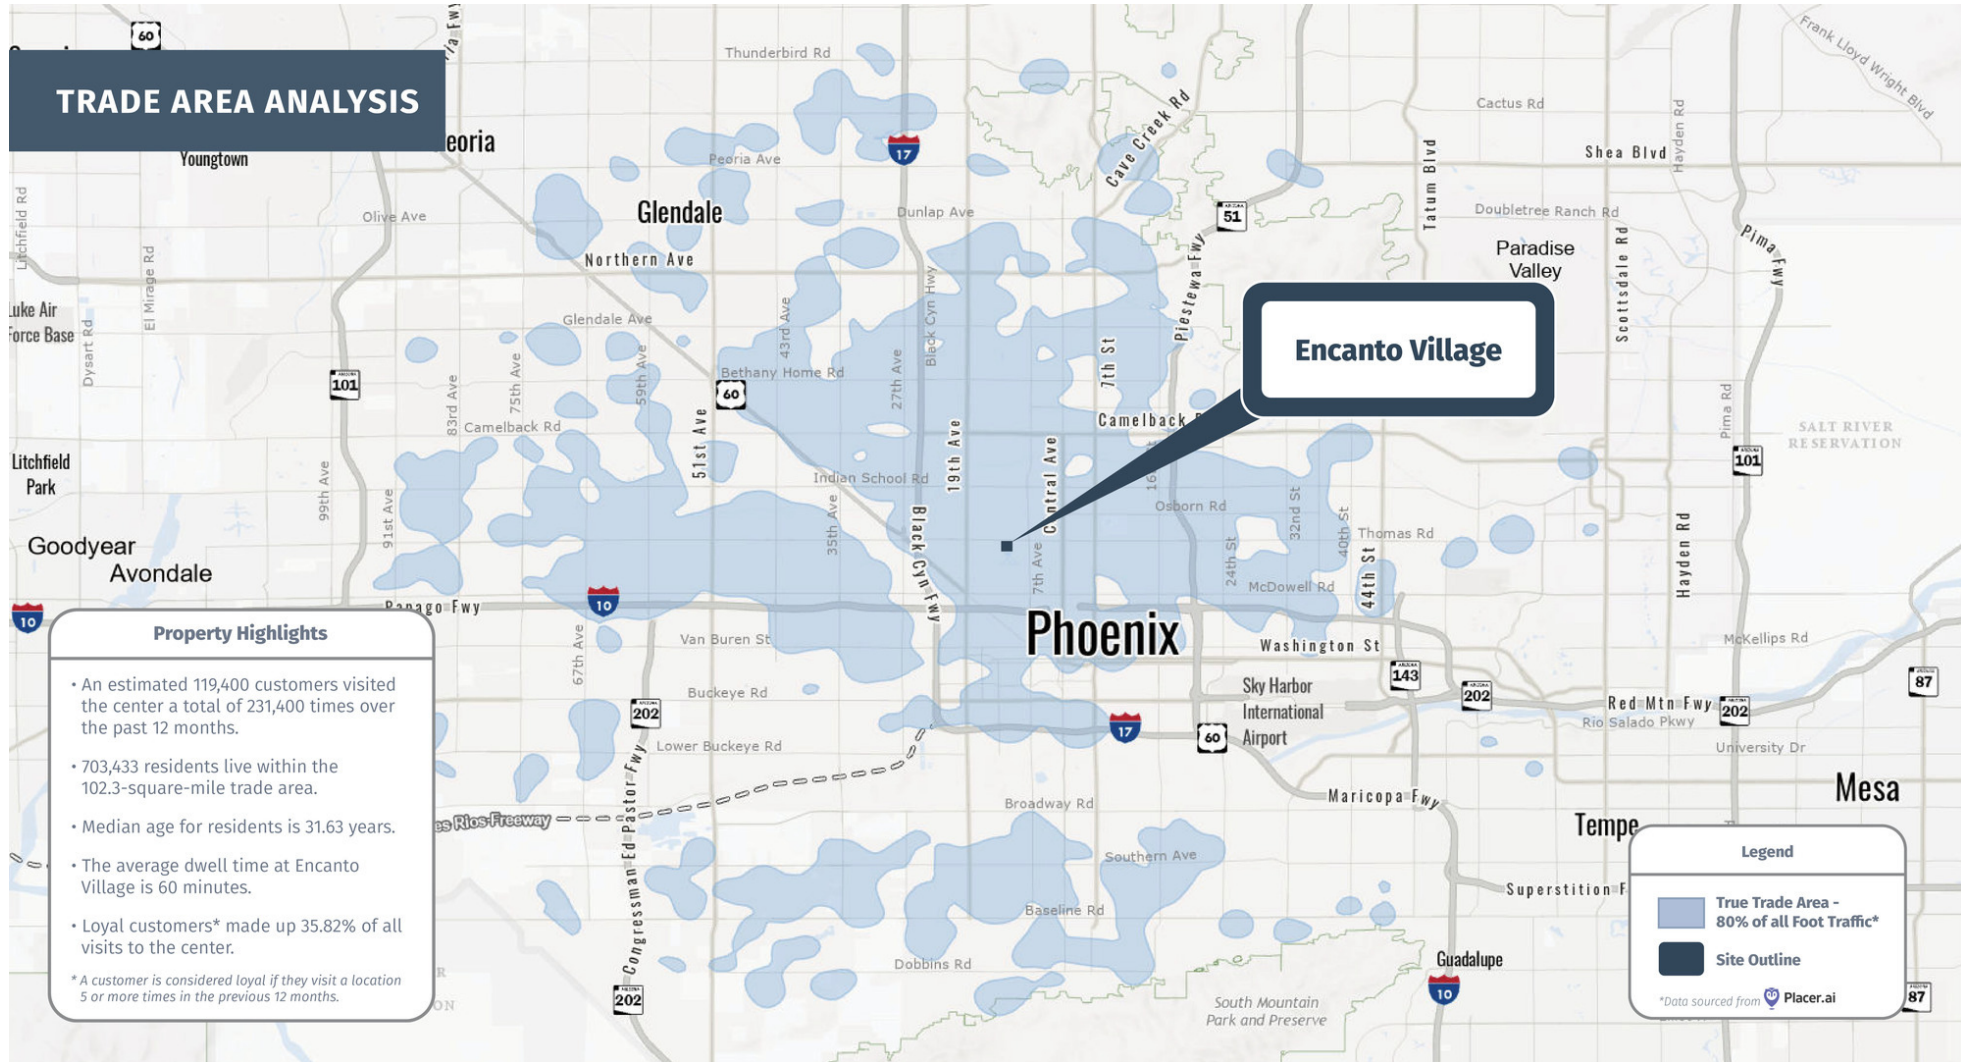 TRADE AREA ANALYSIS
60
Thunderbird Rd
Frank Lloyd Wright Blvd
Cactus Rd
Hayden Rd
eoria
Youngtown
17
Peoria Ave
Cave Creek Rd
Tatum Blvd
Shea Blvd
Litchfield Rd
Olive Ave
Glendale
Dunlap Ave
51
Doubletree Ranch Rd
El Mirage Rd
Northern Ave
Piestewa Fwy
Paradise
Valley
Scottsdale Rd
Pima Fwy
Luke Air
Force Base
Dysart Rd
Glendale Ave
43rd Ave
Black Cyn Hwy
Encanto Village
101
83rd Ave
75th Ave
59th Ave
60
Bethany Home Rd
27th Ave
7th St
Pima Rd
Camelback Rd
51st Ave
19th Ave
Central Ave
Camelback
SALT RIVER
RESERVATION
101
Litchfield
Park
99th Ave
91st Ave
Indian School Rd
35th Ave
Black Cyn Fwy
Osborn Rd
32nd St
40th St
Thomas Rd
Hayden Rd
Goodyear
Avondale
7th Ave
24th St
McDowell Rd
44th St
10
10
Papago Fwy
Phoenix
Van Buren St
67th Ave
Washington St
McKellips Rd
143
87
Buckeye Rd
202
Sky Harbor
International
Airport
202
Red Mtn Fwy
202
Rio Salado Pkwy
17
60
Lower Buckeye Rd
University Dr
Congressman Ed Pastor Fwy
Broadway Rd
Maricopa Fwy
Mesa
es Rios Freeway
Tempe
Southern Ave
Superstition F
Baseline Rd
Dobbins Rd
Guadalupe
202
10
87
South Mountain
Park and Preserve
Property Highlights
• An estimated 119,400 customers visited
the center a total of 231,400 times over
the past 12 months.
• 703,433 residents live within the
102.3-square-mile trade area.
• Median age for residents is 31.63 years.
• The average dwell time at Encanto
Village is 60 minutes.
• Loyal customers* made up 35.82% of all
visits to the center.
* A customer is considered loyal if they visit a location
5 or more times in the previous 12 months.
Legend
True Trade Area -
80% of all Foot Traffic*
Site Outline
*Data sourced from Placer.ai